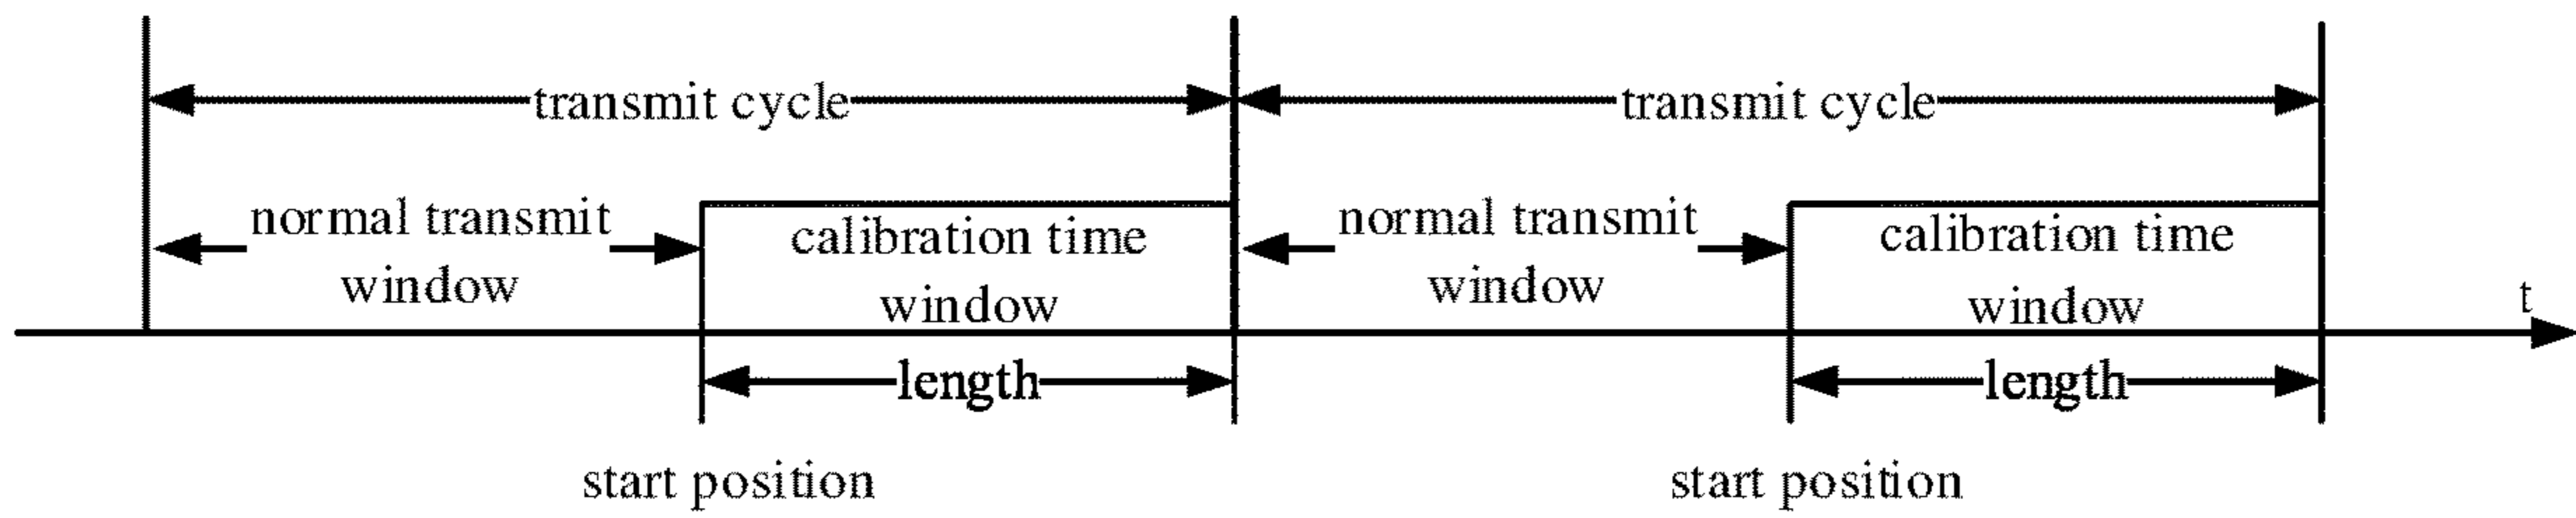 transmit cycle
transmit cycle
normal transmit
window
calibration time
window
normal transmit
window
calibration time
window
t
length
length
start position
start position